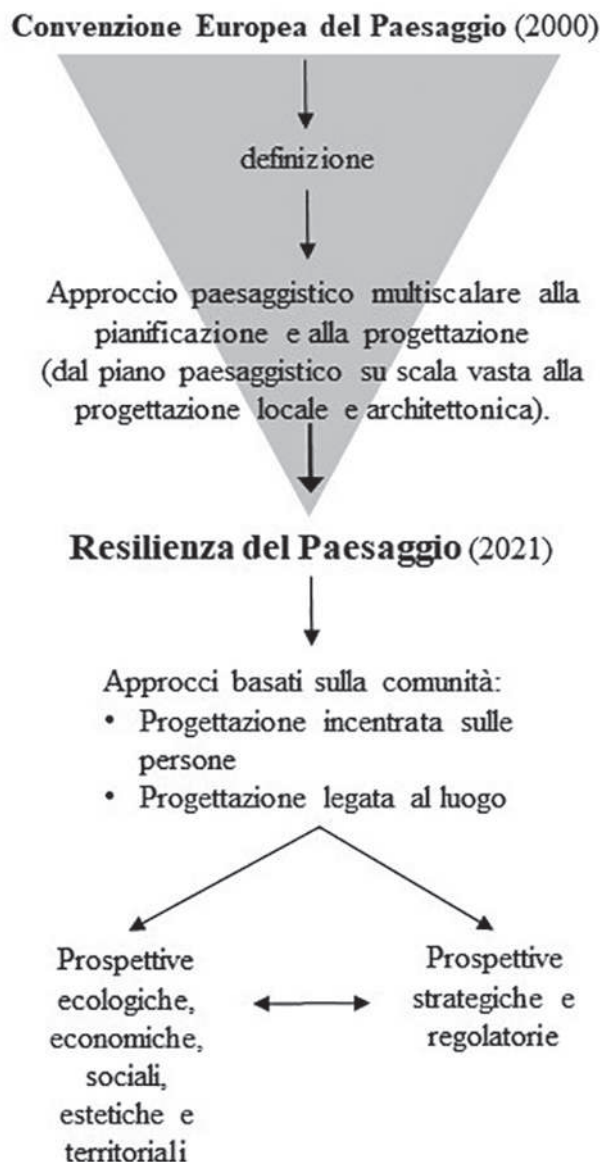 Convenzione Europea del Paesaggio (2000)
definizione
Approccio paesaggistico multiscalare alla
pianificazione e alla progettazione
(dal piano paesaggistico su scala vasta alla
progettazione locale e architettonica).
Resilienza del Paesaggio (2021)
Approcci basati sulla comunità:
• Progettazione incentrata sulle
persone
• Progettazione legata al luogo
Prospettive
ecologiche,
economiche,
sociali,
estetiche e
territoriali
Prospettive
strategiche e
regolatorie